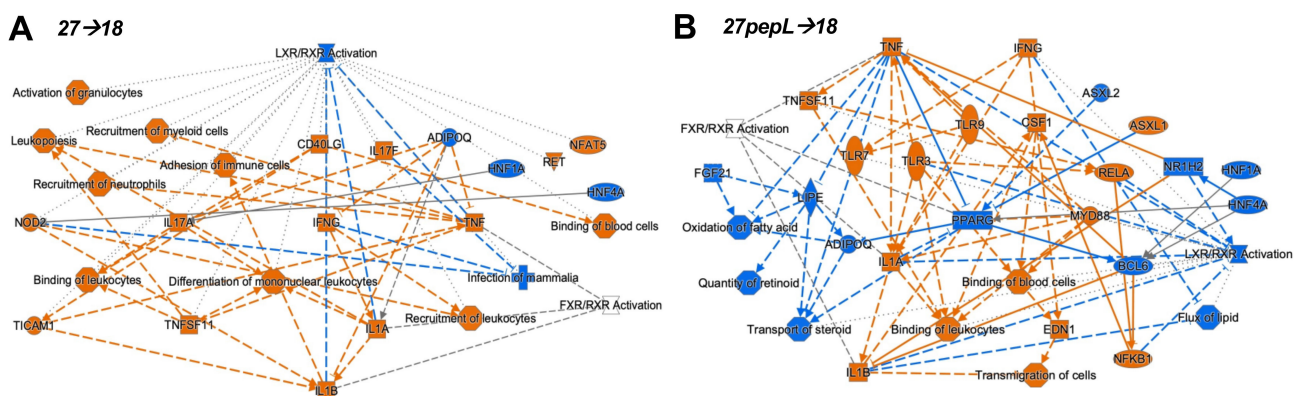 A 27→18
LXR/RXR Activation
Activation of granulocytes
Leukopoiesis
Recruitment of myeloid cells
CD40LG
IL17F
ADIPOQ
NFAT5
RET
Adhesion of immune cells
HNF1A
Recruitment of neutrophils
HNF4A
NOD2
IL17A
IFNG
TNF
Binding of blood cells
Binding of leukocytes
Differentiation of mononuclear leukocytes
Infection of mammalia
FXR/RXR Activation
TICAM1
TNFSF11
IL1A
Recruitment of leukocytes
IL1B
B 27pepL→18
TNF
IFNG
ASXL2
TNFSF11
FXR/RXR Activation
TLR9
CSF1
ASXL1
TLR7
TLR3
FGF21
RELA
NR1H2
HNF1A
LIPE
HNF4A
Oxidation of fatty acid
PPARG
MYD88
ADIPOQ
IL1A
BCL6
LXR/RXR Activation
Quantity of retinoid
Binding of blood cells
Transport of steroid
Binding of leukocytes
EDN1
Flux of lipid
NFKB1
IL1B
Transmigration of cells